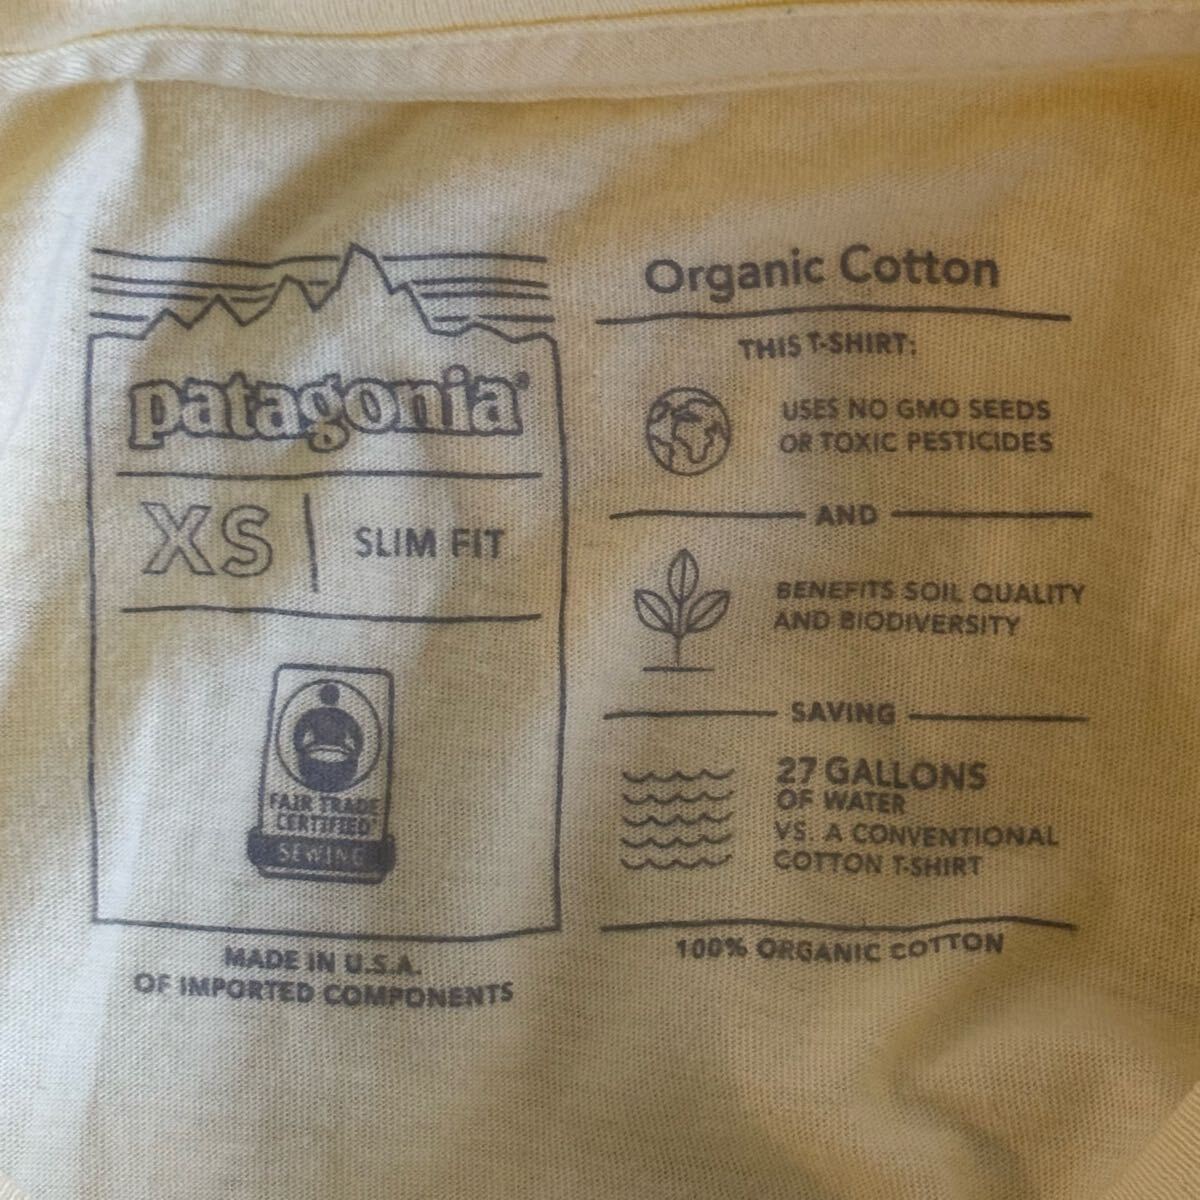 patagonia®
XS | SLIM FIT
FAIR TRADE
CERTIFIED
SEWING
MADE IN U.S.A.
OF IMPORTED COMPONENTS
Organic Cotton
THIS T-SHIRT:
USES NO GMO SEEDS
OR TOXIC PESTICIDES
AND
BENEFITS SOIL QUALITY
AND BIODIVERSITY
SAVING
27 GALLONS
OF WATER
VS. A CONVENTIONAL
COTTON T-SHIRT
100% ORGANIC COTTON